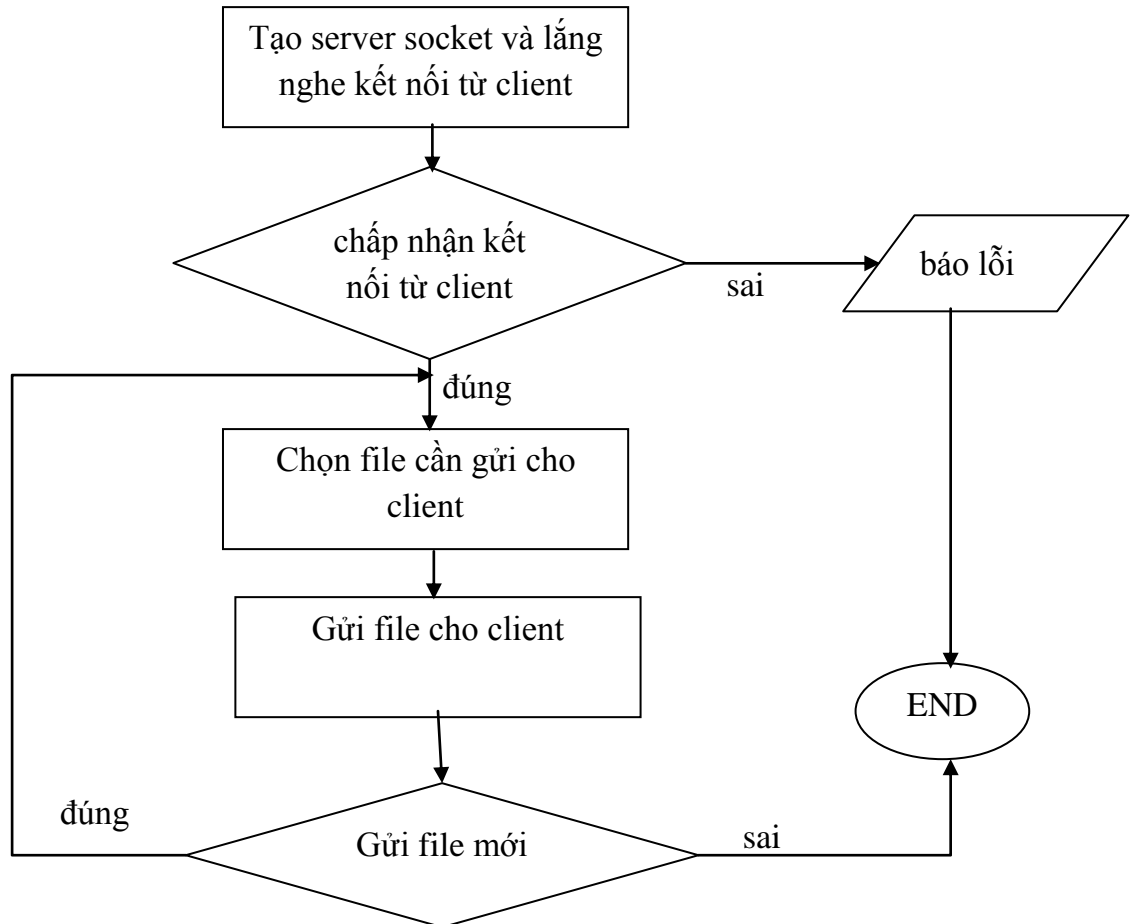 Tạo server socket và lắng
nghe kết nối từ client
chấp nhận kết
nối từ client
sai
báo lỗi
đúng
Chọn file cần gửi cho
client
Gửi file cho client
END
đúng
Gửi file mới
sai